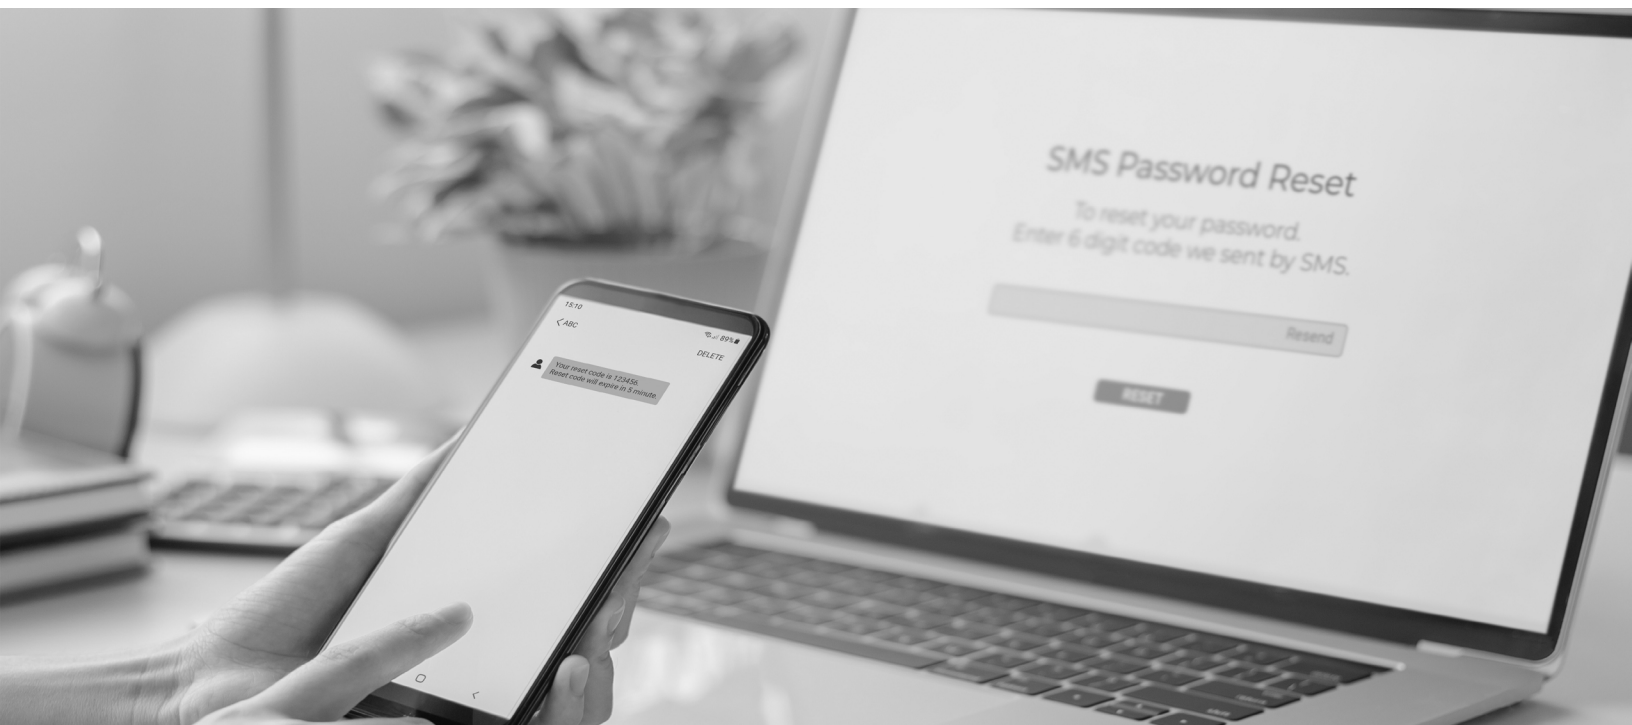 15:10
89%
ABC
DELETE
Your reset code is 123456.
Reset code will expire in 5 minute.
SMS Password Reset
To reset your password.
Enter 6 digit code we sent by SMS.
Resend
RESET